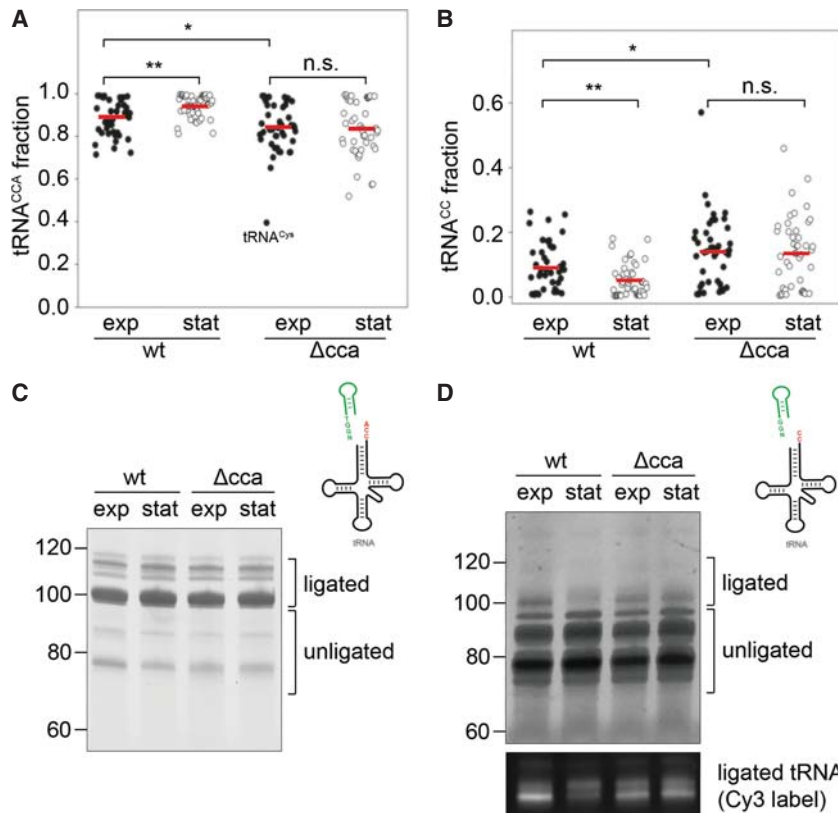 A
*
**
n.s.
tRNA^CCA fraction
1.0
0.8
0.6
0.4
0.2
0.0
tRNA^Cys
exp stat exp stat
wt Δcca
B
*
**
n.s.
tRNA^CC fraction
0.6
0.4
0.2
0.0
exp stat exp stat
wt Δcca
C
wt Δcca
exp stat exp stat
120
100
80
60
ligated
unligated
tRNA
D
wt Δcca
exp stat exp stat
120
100
80
60
ligated
unligated
tRNA
ligated tRNA
(Cy3 label)